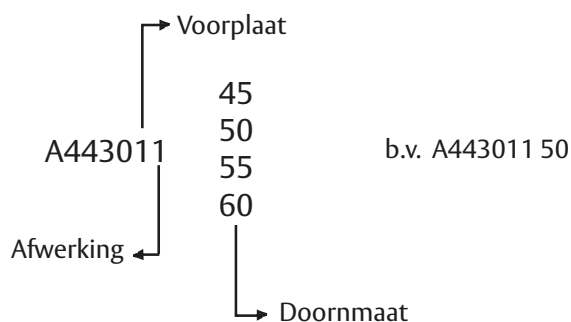 Voorplaat
45
50
A443011
b.v. A443011 50
55
60
Afwerking
Doornmaat